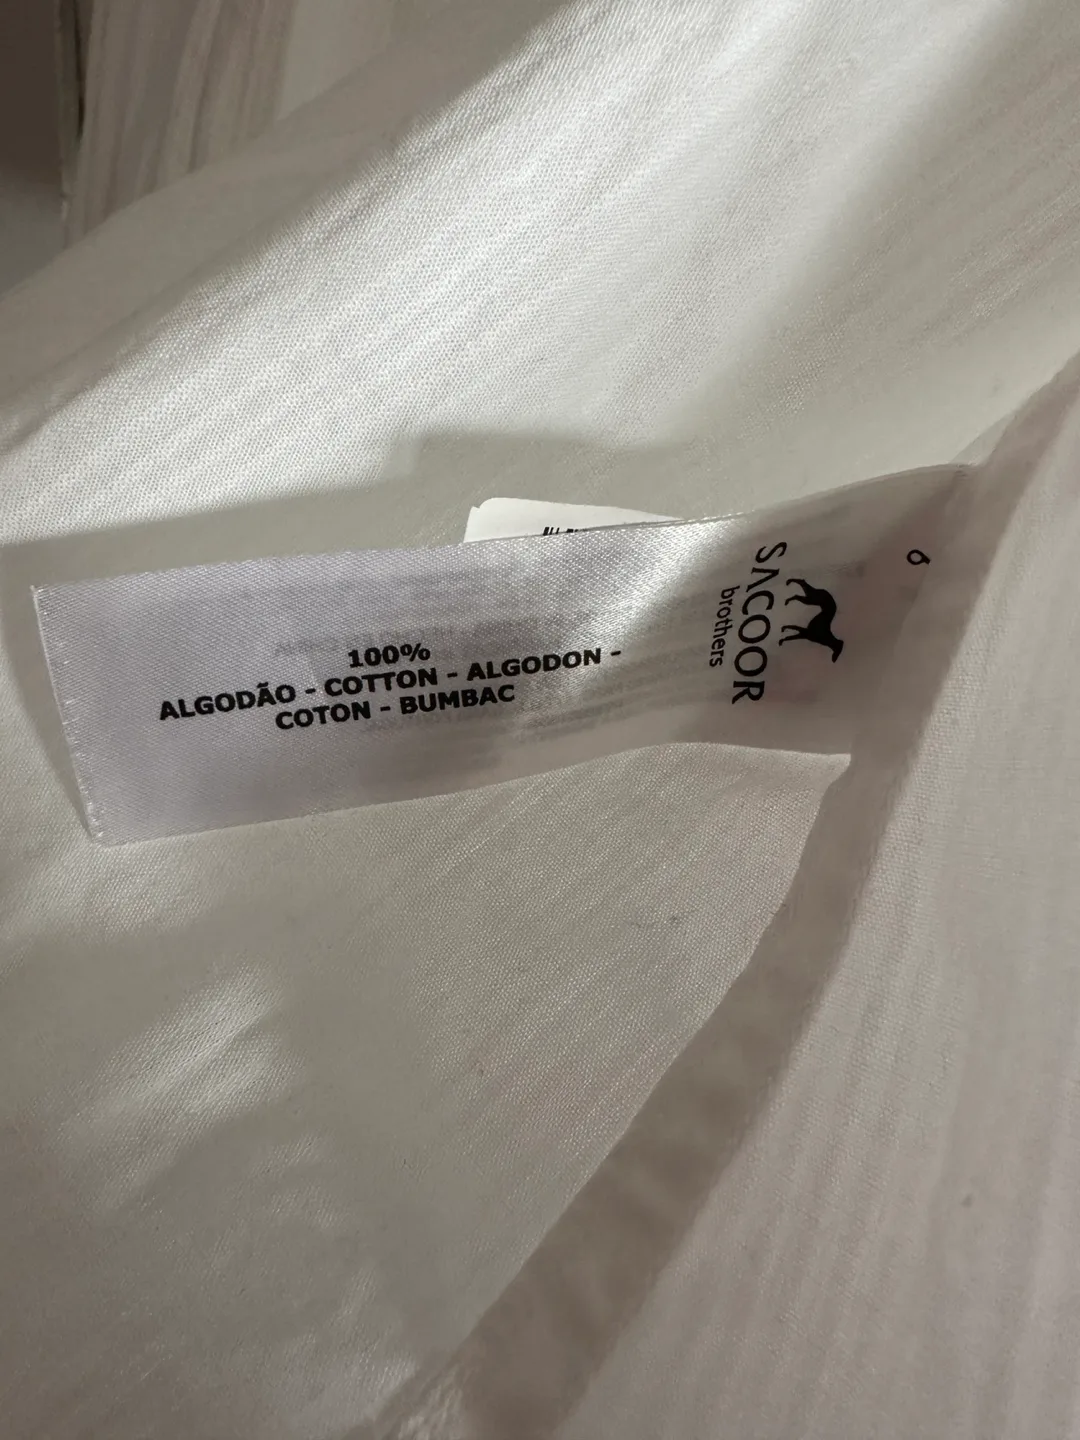 SACOOR
brothers
100%
ALGODÃO - COTTON - ALGODON -
COTON - BUMBAC